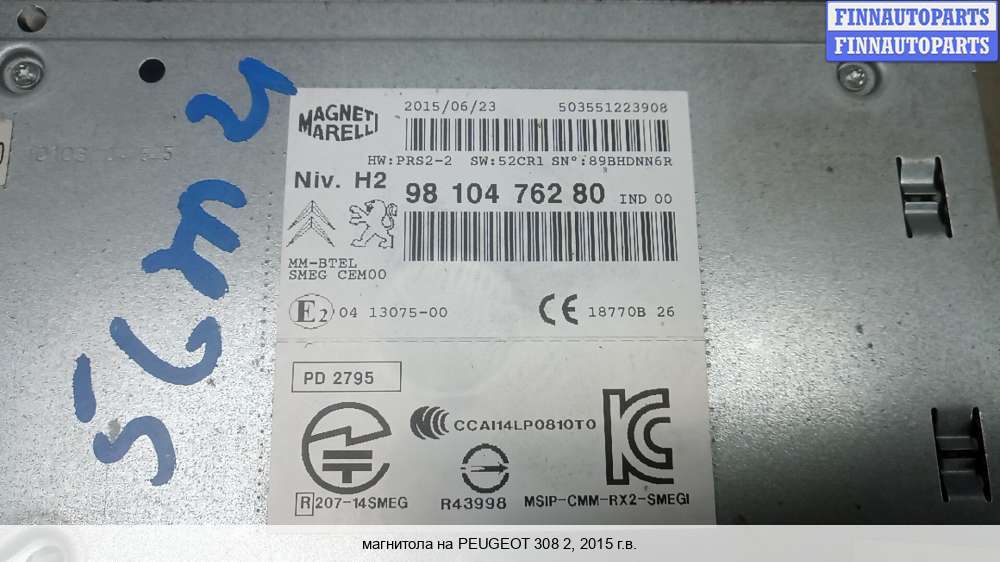 FINNAUTOPARTS
FINNAUTOPARTS
MAGNETI
MARELLI
2015/06/23 503551223908
HW:PRS2-2 SW:52CR1 SN°:89BHDNN6R
Niv. H2
98 104 762 80 IND 00
MM-BTEL
SMEG CEM00
E2 04 13075-00
CE 18770B 26
PD 2795
CCAI14LP0810T0
R 207-14SMEG
R43998
MSIP-CMM-RX2-SMEGI
магнитола на PEUGEOT 308 2, 2015 г.в.